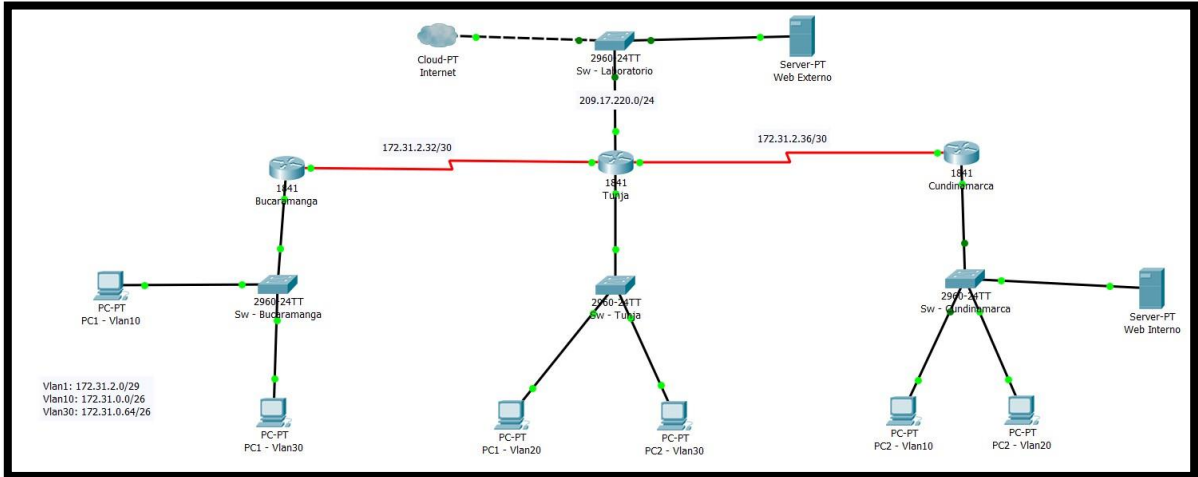 Cloud-PT
Internet
2960-24TT
Sw - Laboratorio
Server-PT
Web Externo
209.17.220.0/24
172.31.2.32/30
172.31.2.36/30
1841
Bucaramanga
1841
Tunja
1841
Cundinamarca
PC-PT
PC1 - Vlan10
2960-24TT
Sw - Bucaramanga
2960-24TT
Sw - Tunja
2960-24TT
Sw - Cundinamarca
Server-PT
Web Interno
Vlan1: 172.31.2.0/29
Vlan10: 172.31.0.0/26
Vlan30: 172.31.0.64/26
PC-PT
PC1 - Vlan30
PC-PT
PC1 - Vlan20
PC-PT
PC2 - Vlan30
PC-PT
PC2 - Vlan10
PC-PT
PC2 - Vlan20